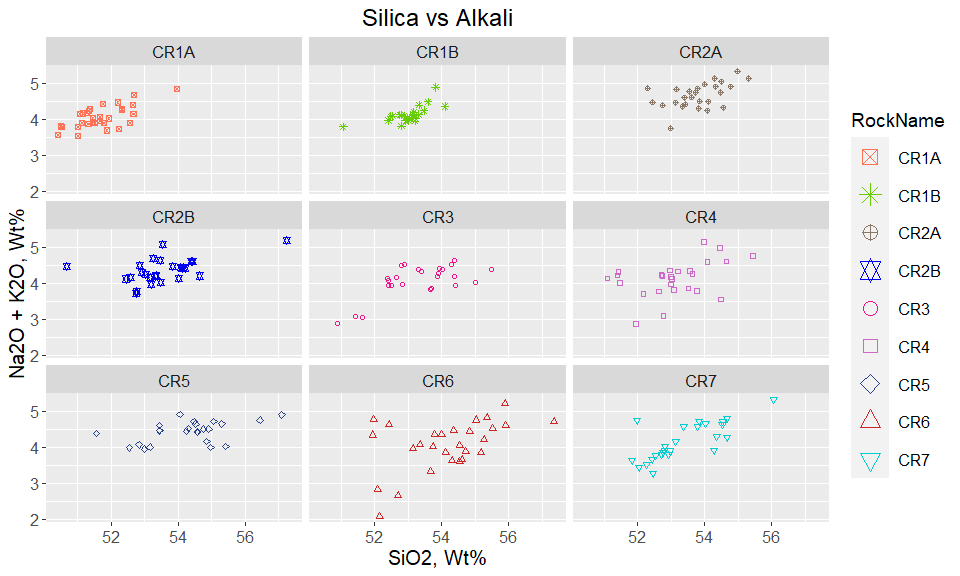 Silica vs Alkali
CR1A CR1B CR2A
5
4
3
2
CR2B CR3 CR4
5
4
3
2
CR5 CR6 CR7
5
4
3
2
52 54 56 52 54 56 52 54 56
SiO2, Wt%
Na2O + K2O, Wt%
RockName
CR1A
CR1B
CR2A
CR2B
CR3
CR4
CR5
CR6
CR7